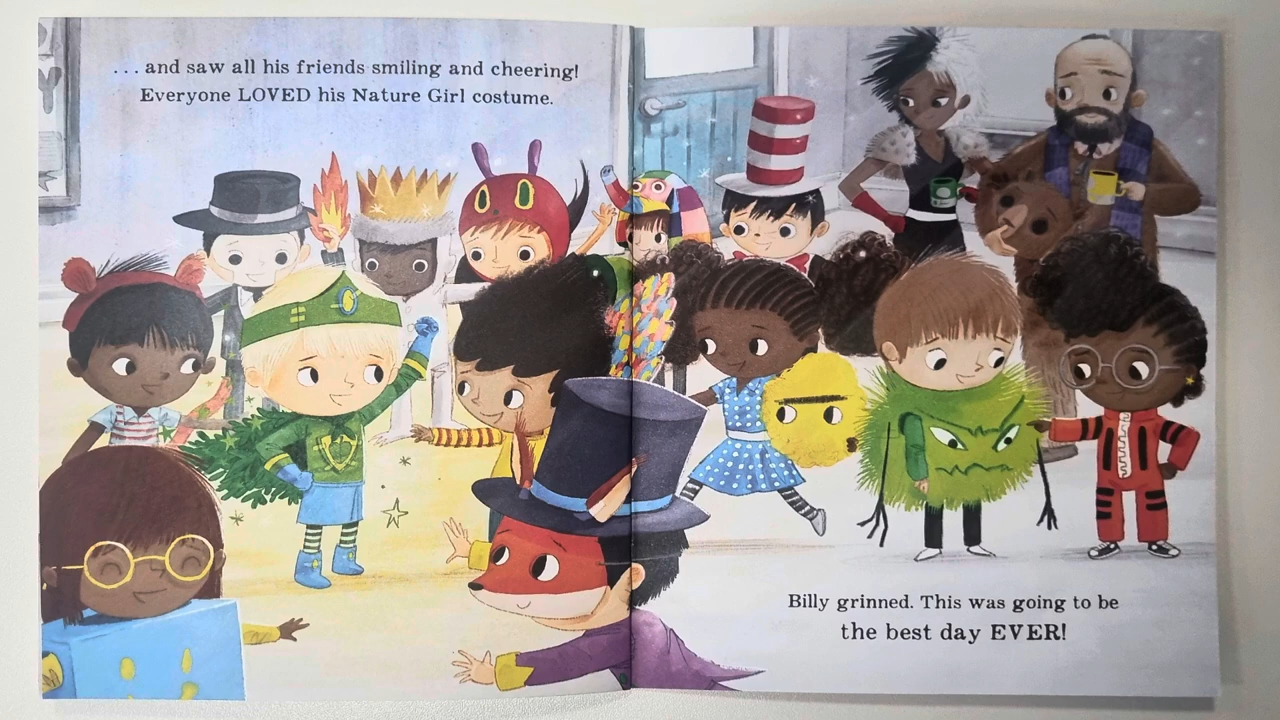 . . . and saw all his friends smiling and cheering!
Everyone LOVED his Nature Girl costume.
Billy grinned. This was going to be
the best day EVER!